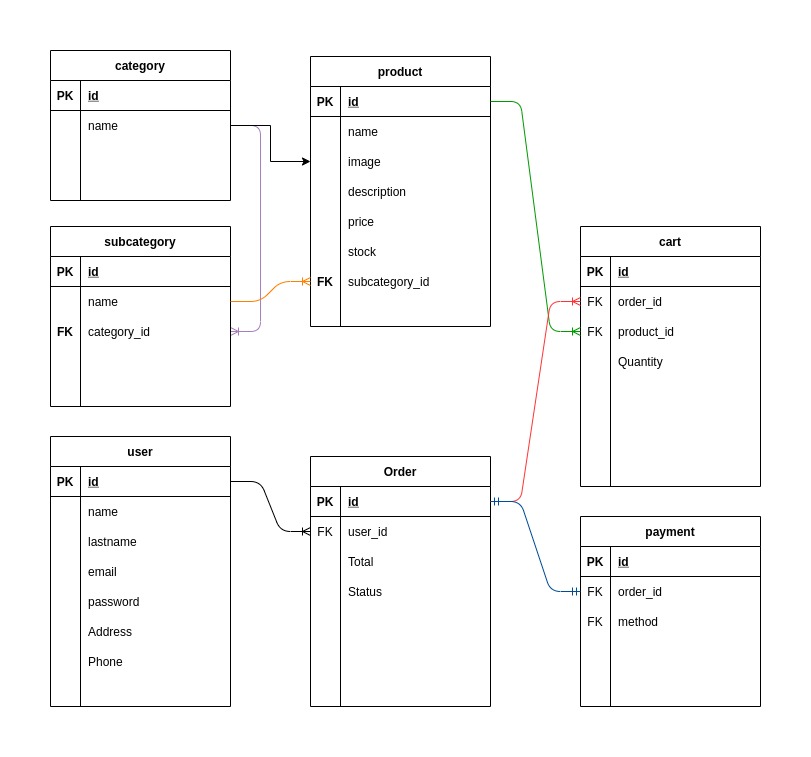 category
PK id
name
subcategory
PK id
name
FK category_id
user
PK id
name
lastname
email
password
Address
Phone
product
PK id
name
image
description
price
stock
FK subcategory_id
Order
PK id
FK user_id
Total
Status
cart
PK id
FK order_id
FK product_id
Quantity
payment
PK id
FK order_id
FK method